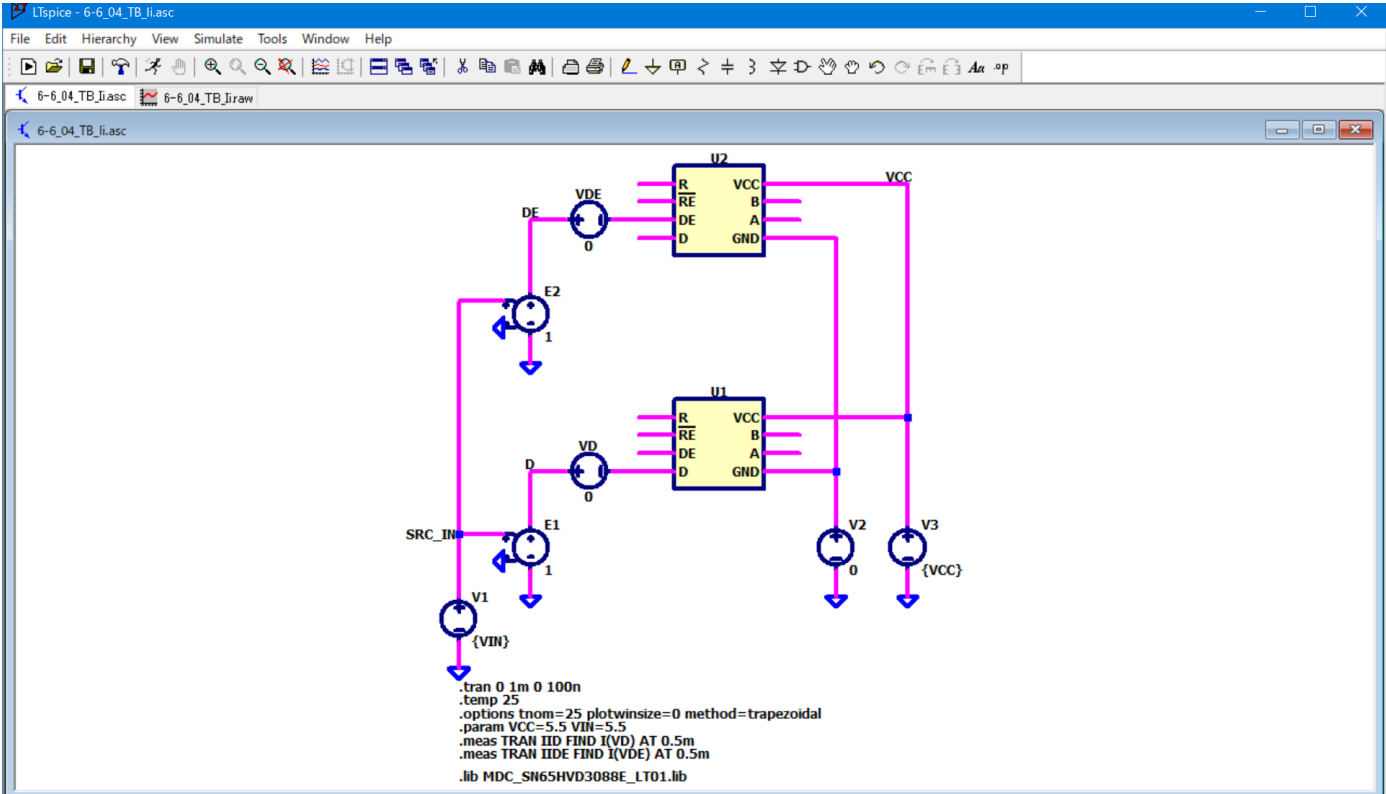 LTspice - 6-6_04_TB_Ii.asc
File Edit Hierarchy View Simulate Tools Window Help
Aa .op
6-6_04_TB_Ii.asc 6-6_04_TB_Ii.raw
6-6_04_TB_Ii.asc
U2
R VCC
RE B
DE A
D GND
VCC
VDE
DE
0
E2
1
U1
R VCC
RE B
DE A
D GND
VD
D
0
E1
1
SRC_IN
V1
{VIN}
V2
0
V3
{VCC}
.tran 0 1m 0 100n
.temp 25
.options tnom=25 plotwinsize=0 method=trapezoidal
.param VCC=5.5 VIN=5.5
.meas TRAN IID FIND I(VD) AT 0.5m
.meas TRAN IIDE FIND I(VDE) AT 0.5m
.lib MDC_SN65HVD3088E_LT01.lib